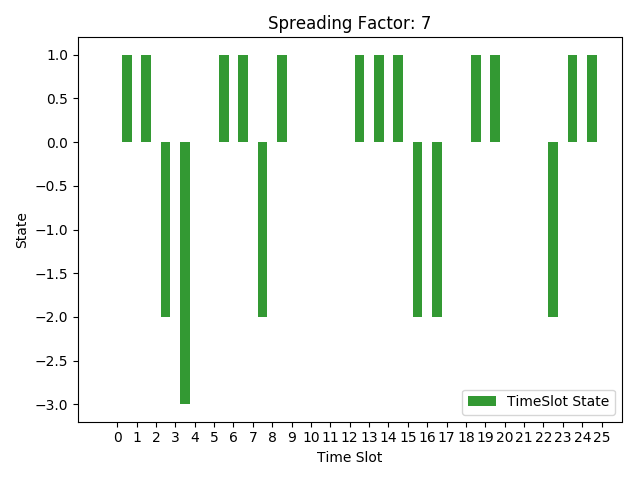 Spreading Factor: 7
1.0
0.5
0.0
−0.5
−1.0
−1.5
−2.0
−2.5
−3.0
State
0 1 2 3 4 5 6 7 8 9 10 11 12 13 14 15 16 17 18 19 20 21 22 23 24 25
Time Slot
TimeSlot State